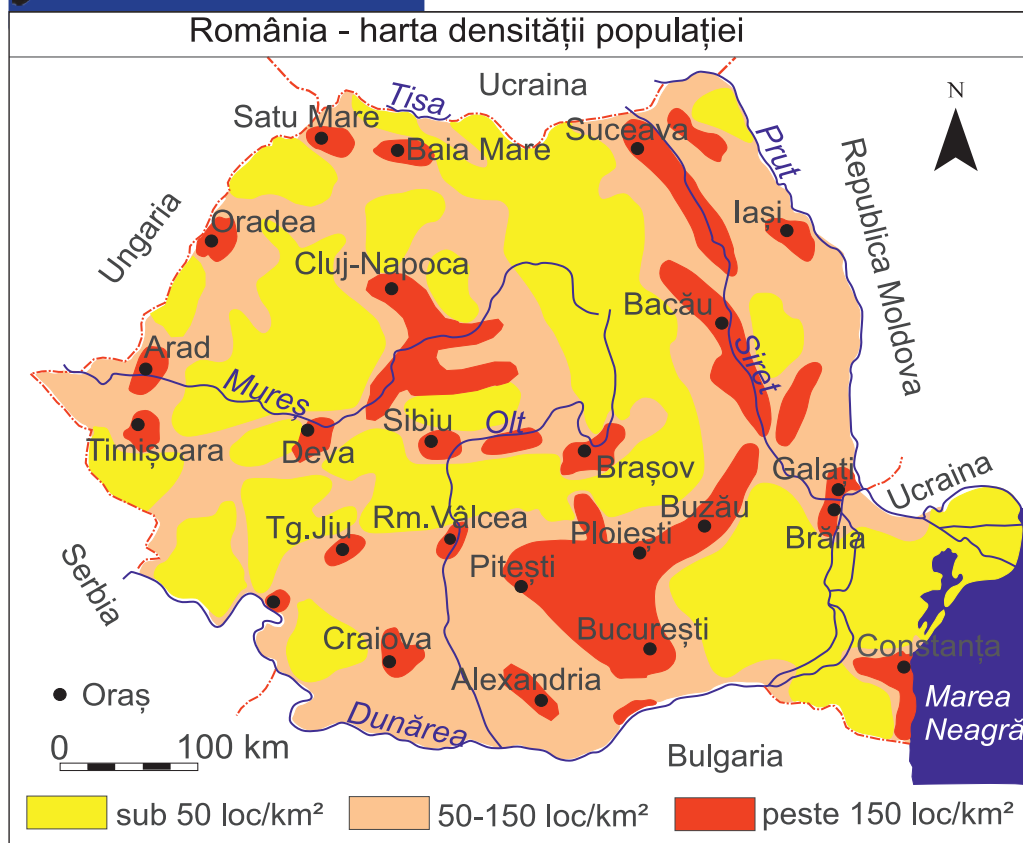 România - harta densității populației
Ucraina
Tisa
N
Satu Mare
Suceava
Baia Mare
Prut
Republica Moldova
Iași
Ungaria
Oradea
Cluj-Napoca
Bacău
Siret
Arad
Mureș
Sibiu
Olt
Timișoara
Deva
Brașov
Galați
Ucraina
Rm.Vâlcea
Buzău
Tg.Jiu
Ploiești
Brăila
Serbia
Pitești
București
Craiova
Constanța
Alexandria
Oraș
Dunărea
Marea
Neagră
0 100 km
Bulgaria
sub 50 loc/km² 50-150 loc/km² peste 150 loc/km²